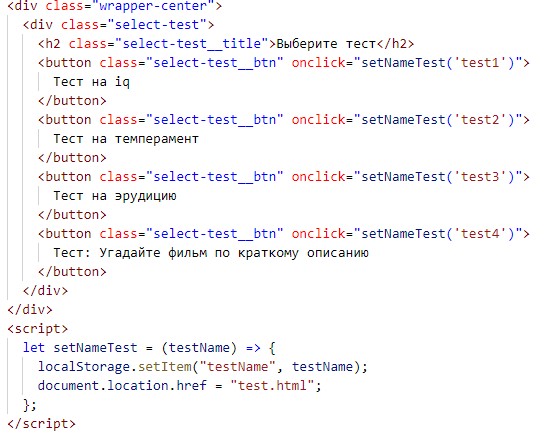 <div class="wrapper-center">
<div class="select-test">
<h2 class="select-test__title">Выберите тест</h2>
<button class="select-test__btn" onclick="setNameTest('test1')">
Тест на iq
</button>
<button class="select-test__btn" onclick="setNameTest('test2')">
Тест на темперамент
</button>
<button class="select-test__btn" onclick="setNameTest('test3')">
Тест на эрудицию
</button>
<button class="select-test__btn" onclick="setNameTest('test4')">
Тест: Угадайте фильм по краткому описанию
</button>
</div>
</div>
<script>
let setNameTest = (testName) => {
localStorage.setItem("testName", testName);
document.location.href = "test.html";
};
</script>